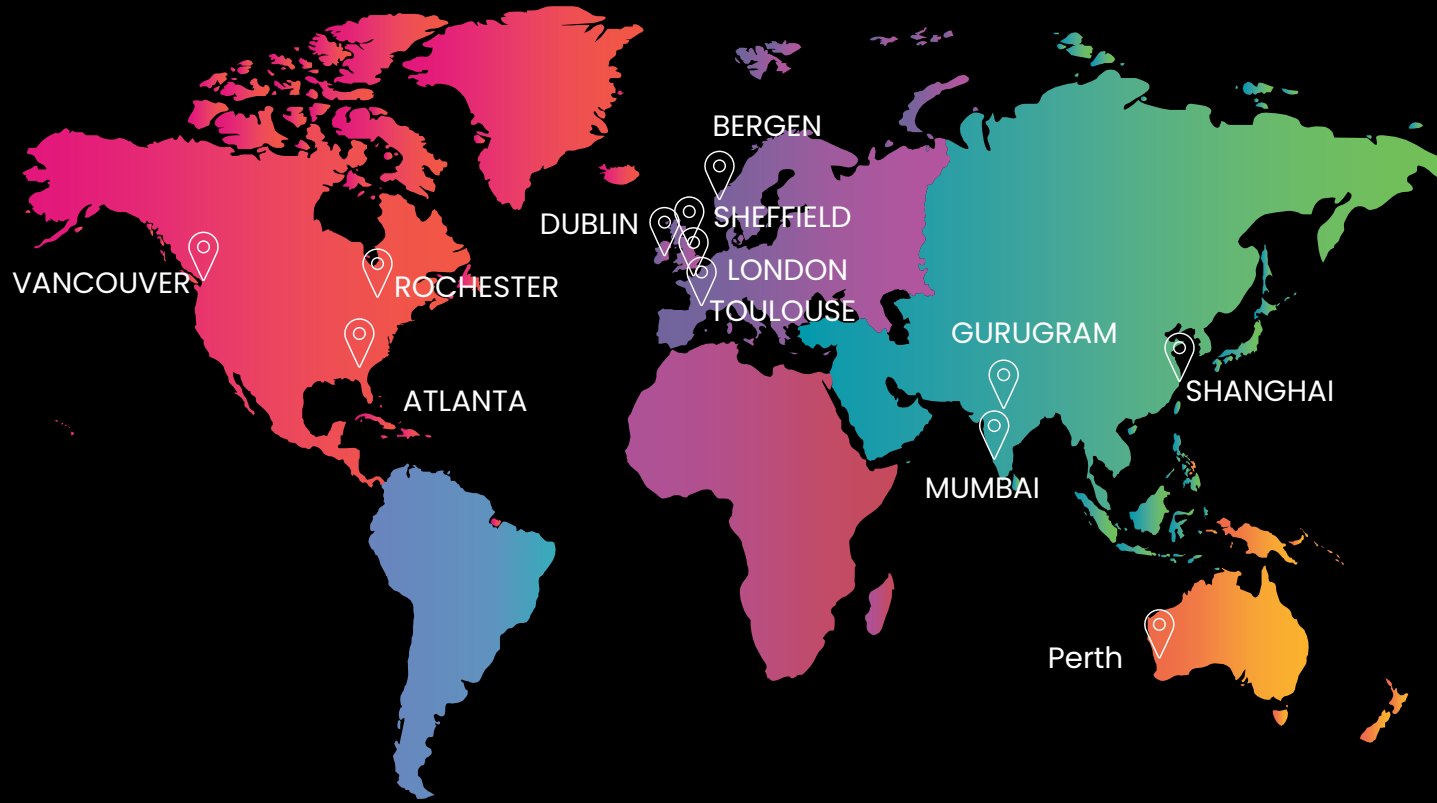 BERGEN
DUBLIN
SHEFFIELD
VANCOUVER
ROCHESTER
LONDON
TOULOUSE
GURUGRAM
ATLANTA
SHANGHAI
MUMBAI
Perth